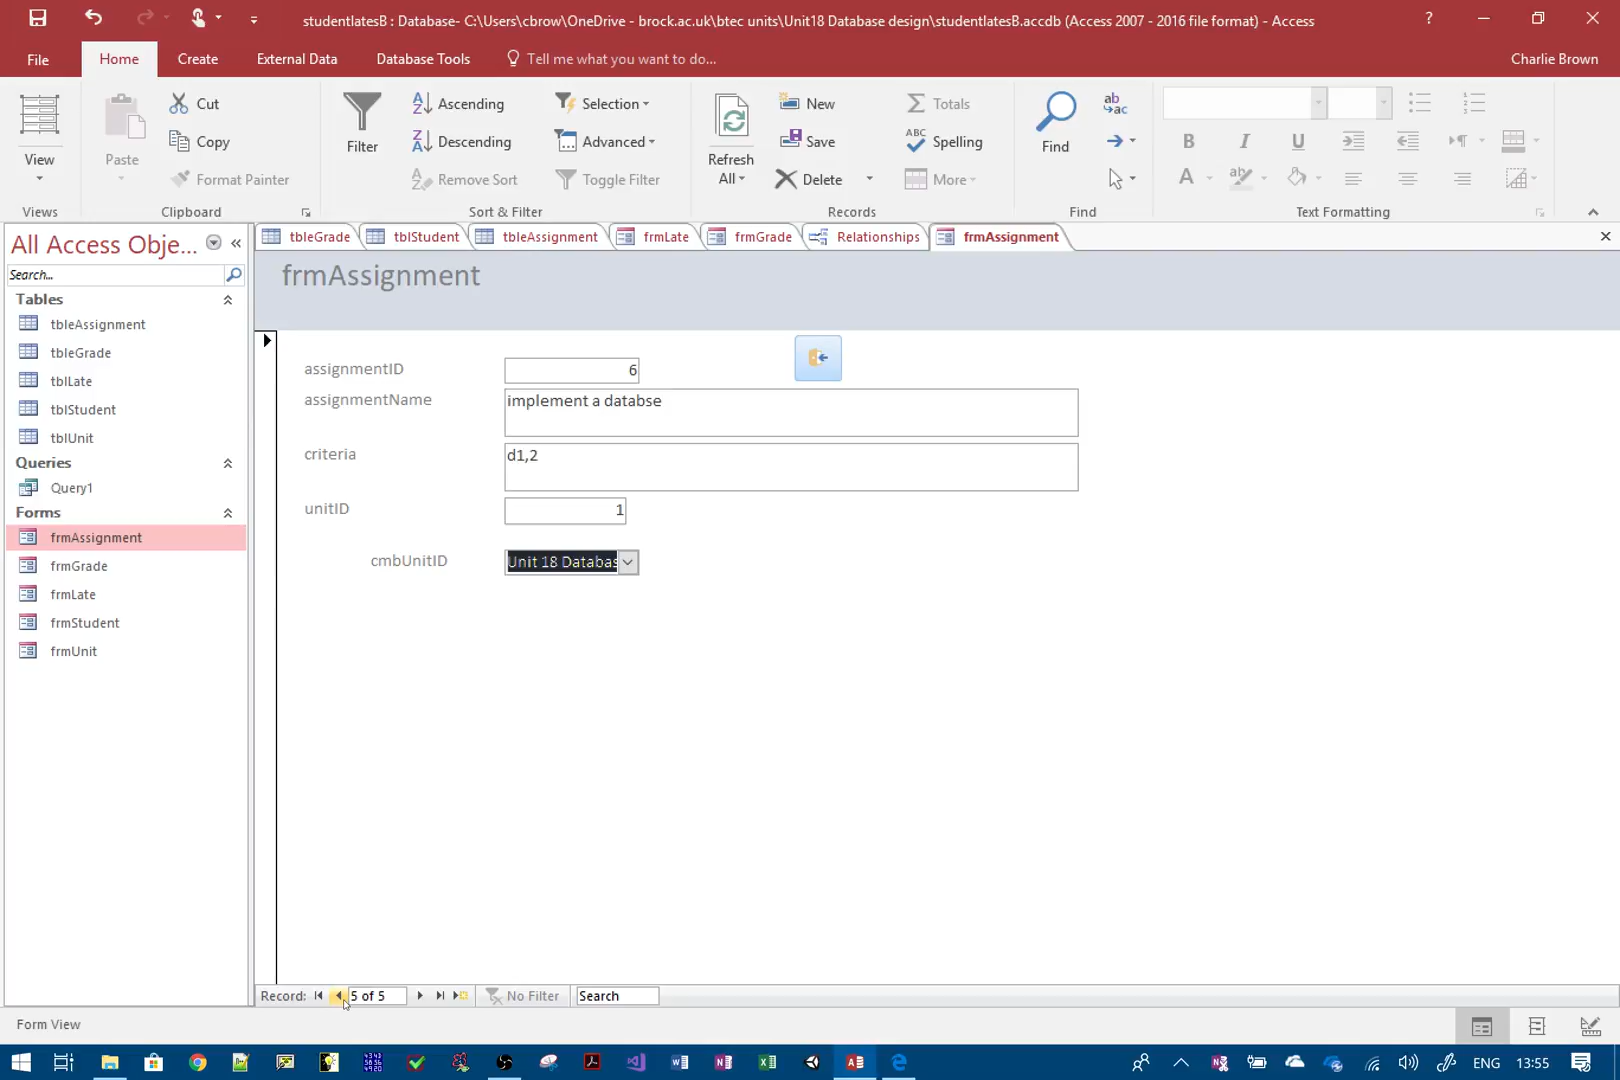 studentlatesB : Database- C:\Users\cbrow\OneDrive - brock.ac.uk\btec units\Unit18 Database design\studentlatesB.accdb (Access 2007 - 2016 file format) - Access
?
File
Home
Create
External Data
Database Tools
Tell me what you want to do...
Charlie Brown
View
Paste
Cut
Copy
Format Painter
Filter
Ascending
Descending
Remove Sort
Selection
Advanced
Toggle Filter
Refresh
All
New
Save
Delete
Totals
Spelling
More
Find
Views
Clipboard
Sort & Filter
Records
Find
Text Formatting
All Access Obje...
Search...
Tables
tbleAssignment
tbleGrade
tblLate
tblStudent
tblUnit
Queries
Query1
Forms
frmAssignment
frmGrade
frmLate
frmStudent
frmUnit
tbleGrade
tblStudent
tbleAssignment
frmLate
frmGrade
Relationships
frmAssignment
frmAssignment
assignmentID
6
assignmentName
implement a databse
criteria
d1,2
unitID
1
cmbUnitID
Unit 18 Databas
Record:
5 of 5
No Filter
Search
Form View
ENG
13:55